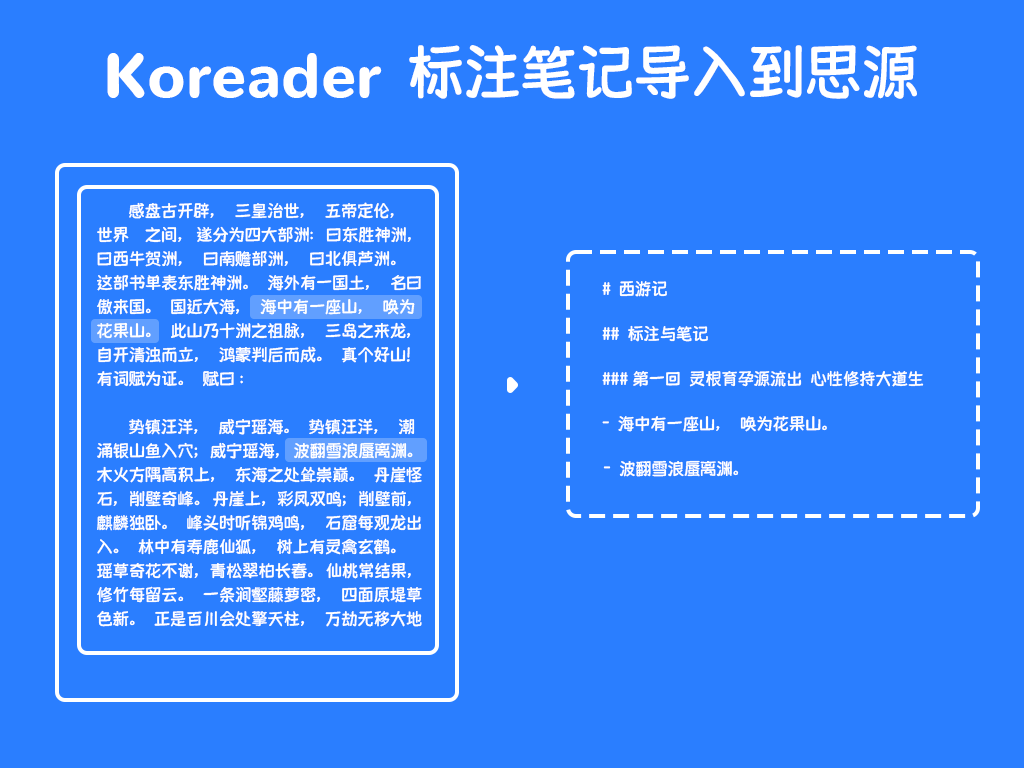 Koreader 标注笔记导入到思源
感盘古开辟， 三皇治世， 五帝定伦，
世界 之间， 遂分为四大部洲: 曰东胜神洲，
曰西牛贺洲， 曰南赡部洲， 曰北俱芦洲。
这部书单表东胜神洲。 海外有一国土， 名曰
傲来国。 国近大海， 海中有一座山， 唤为
花果山。 此山乃十洲之祖脉， 三岛之来龙，
自开清浊而立， 鸿蒙判后而成。 真个好山!
有词赋为证。 赋曰：
势镇汪洋， 威宁瑶海。 势镇汪洋， 潮
涌银山鱼入穴; 威宁瑶海， 波翻雪浪蜃离渊。
木火方隅高积上， 东海之处耸崇巅。 丹崖怪
石，削壁奇峰。 丹崖上，彩凤双鸣; 削壁前，
麒麟独卧。 峰头时听锦鸡鸣， 石窟每观龙出
入。 林中有寿鹿仙狐， 树上有灵禽玄鹤。
瑶草奇花不谢，青松翠柏长春。仙桃常结果，
修竹每留云。 一条涧壑藤萝密， 四面原堤草
色新。 正是百川会处擎天柱， 万劫无移大地
# 西游记
## 标注与笔记
### 第一回 灵根育孕源流出 心性修持大道生
- 海中有一座山， 唤为花果山。
- 波翻雪浪蜃离渊。